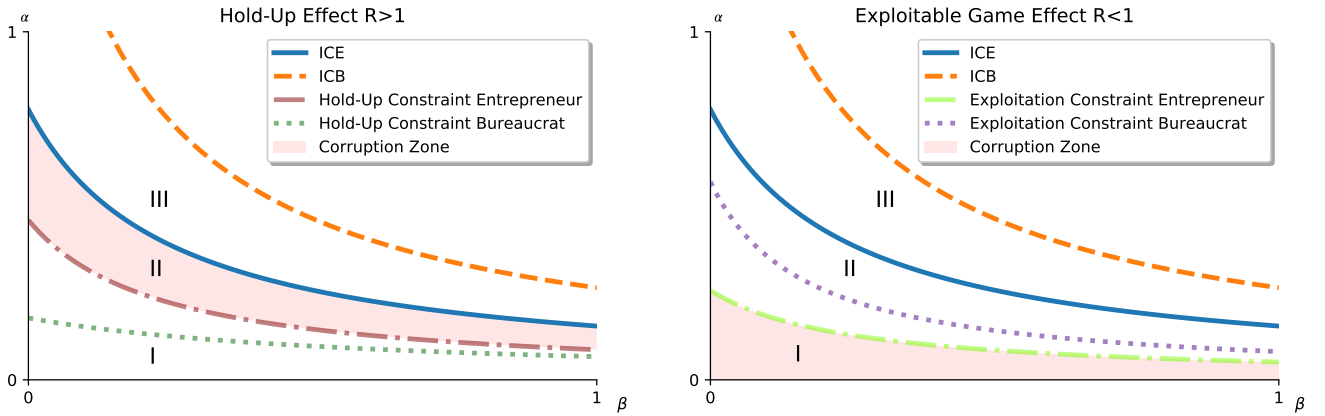 Hold-Up Effect R>1
α
1
ICE
ICB
Hold-Up Constraint Entrepreneur
Hold-Up Constraint Bureaucrat
Corruption Zone
III
II
I
0
0
1
β
Exploitable Game Effect R<1
α
1
ICE
ICB
Exploitation Constraint Entrepreneur
Exploitation Constraint Bureaucrat
Corruption Zone
III
II
I
0
0
1
β